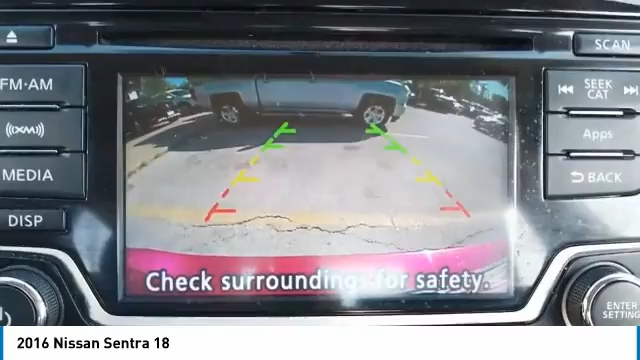 SCAN
FM·AM
SEEK
CAT
((XM))
Apps
MEDIA
BACK
DISP
Check surroundings for safety.
ENTER
SETTING
2016 Nissan Sentra 18